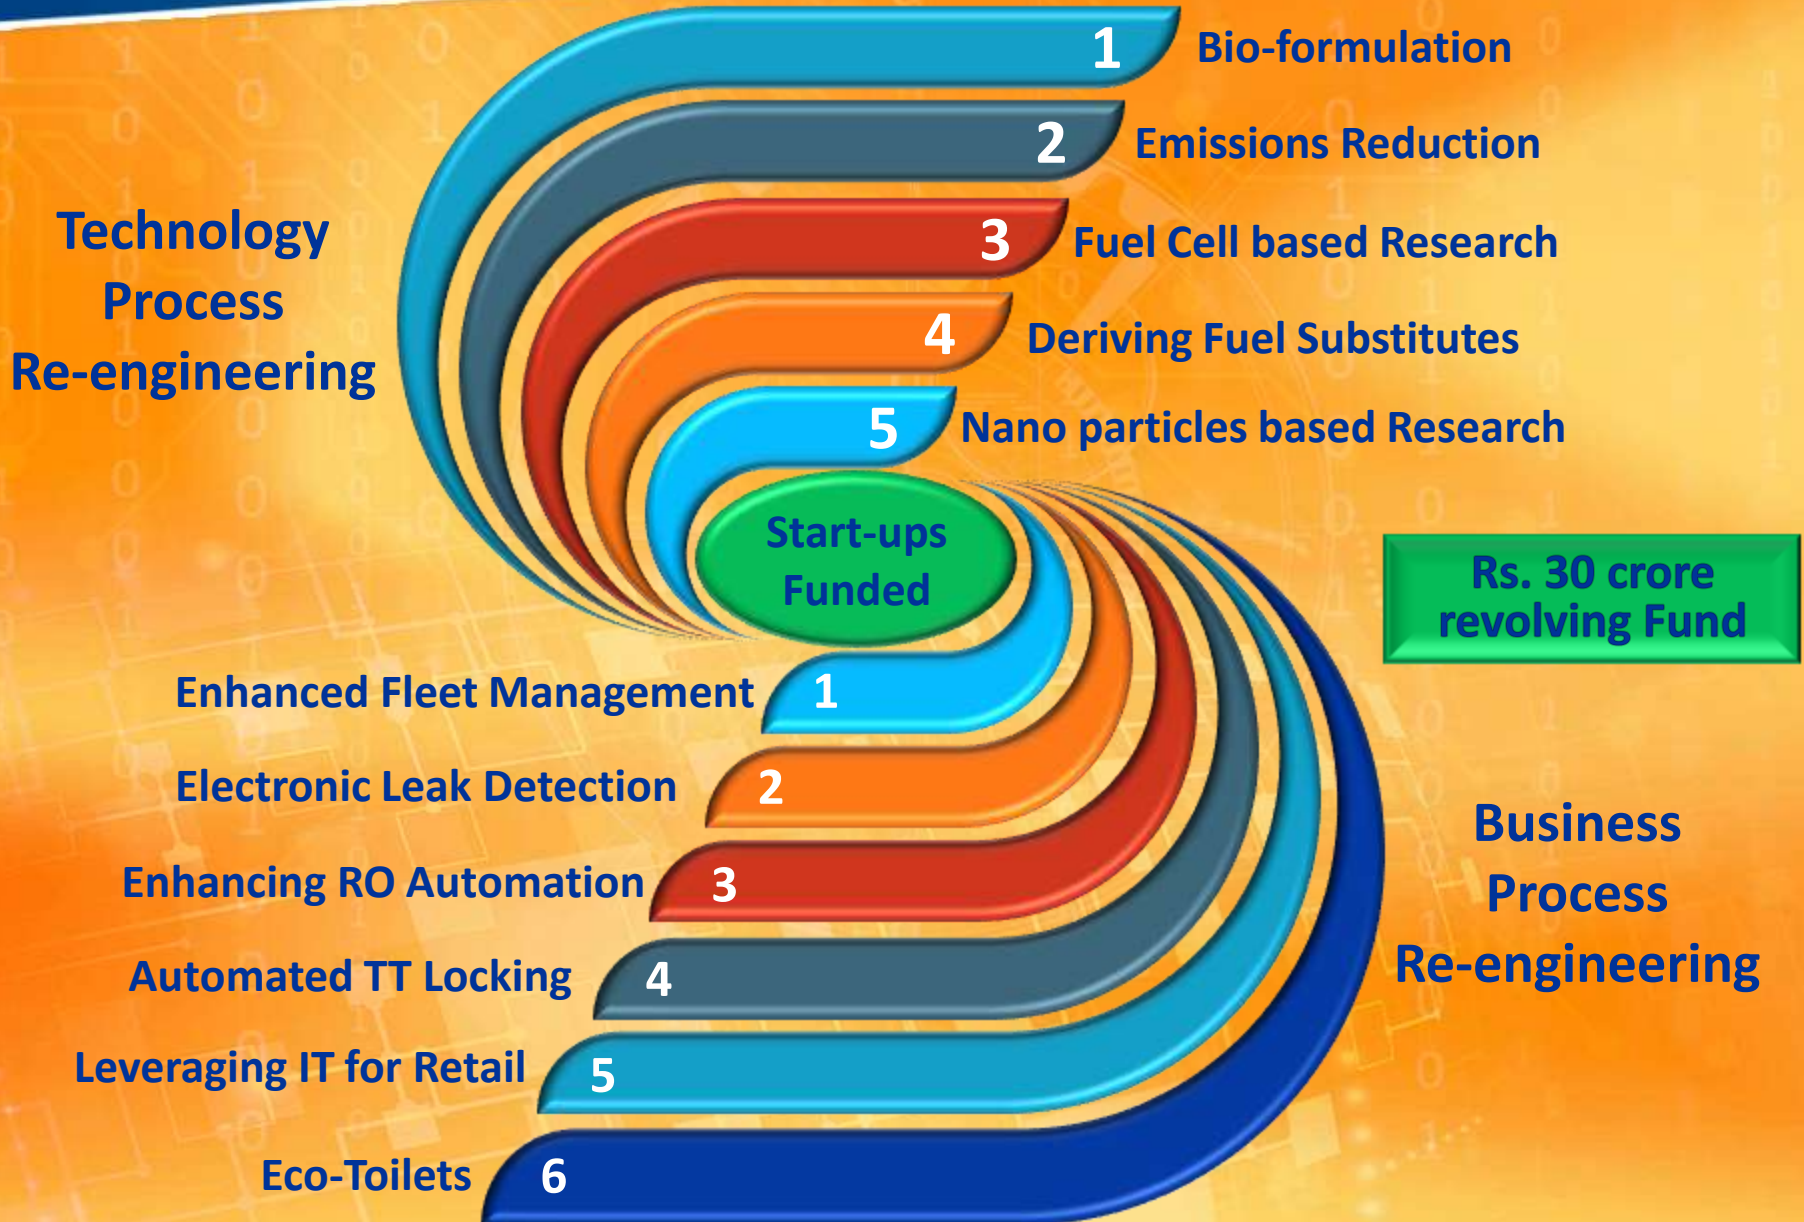 1 Bio-formulation
2 Emissions Reduction
3 Fuel Cell based Research
4 Deriving Fuel Substitutes
5 Nano particles based Research
Technology
Process
Re-engineering
Start-ups
Funded
Rs. 30 crore
revolving Fund
Enhanced Fleet Management 1
Electronic Leak Detection 2
Enhancing RO Automation 3
Automated TT Locking 4
Leveraging IT for Retail 5
Eco-Toilets 6
Business
Process
Re-engineering